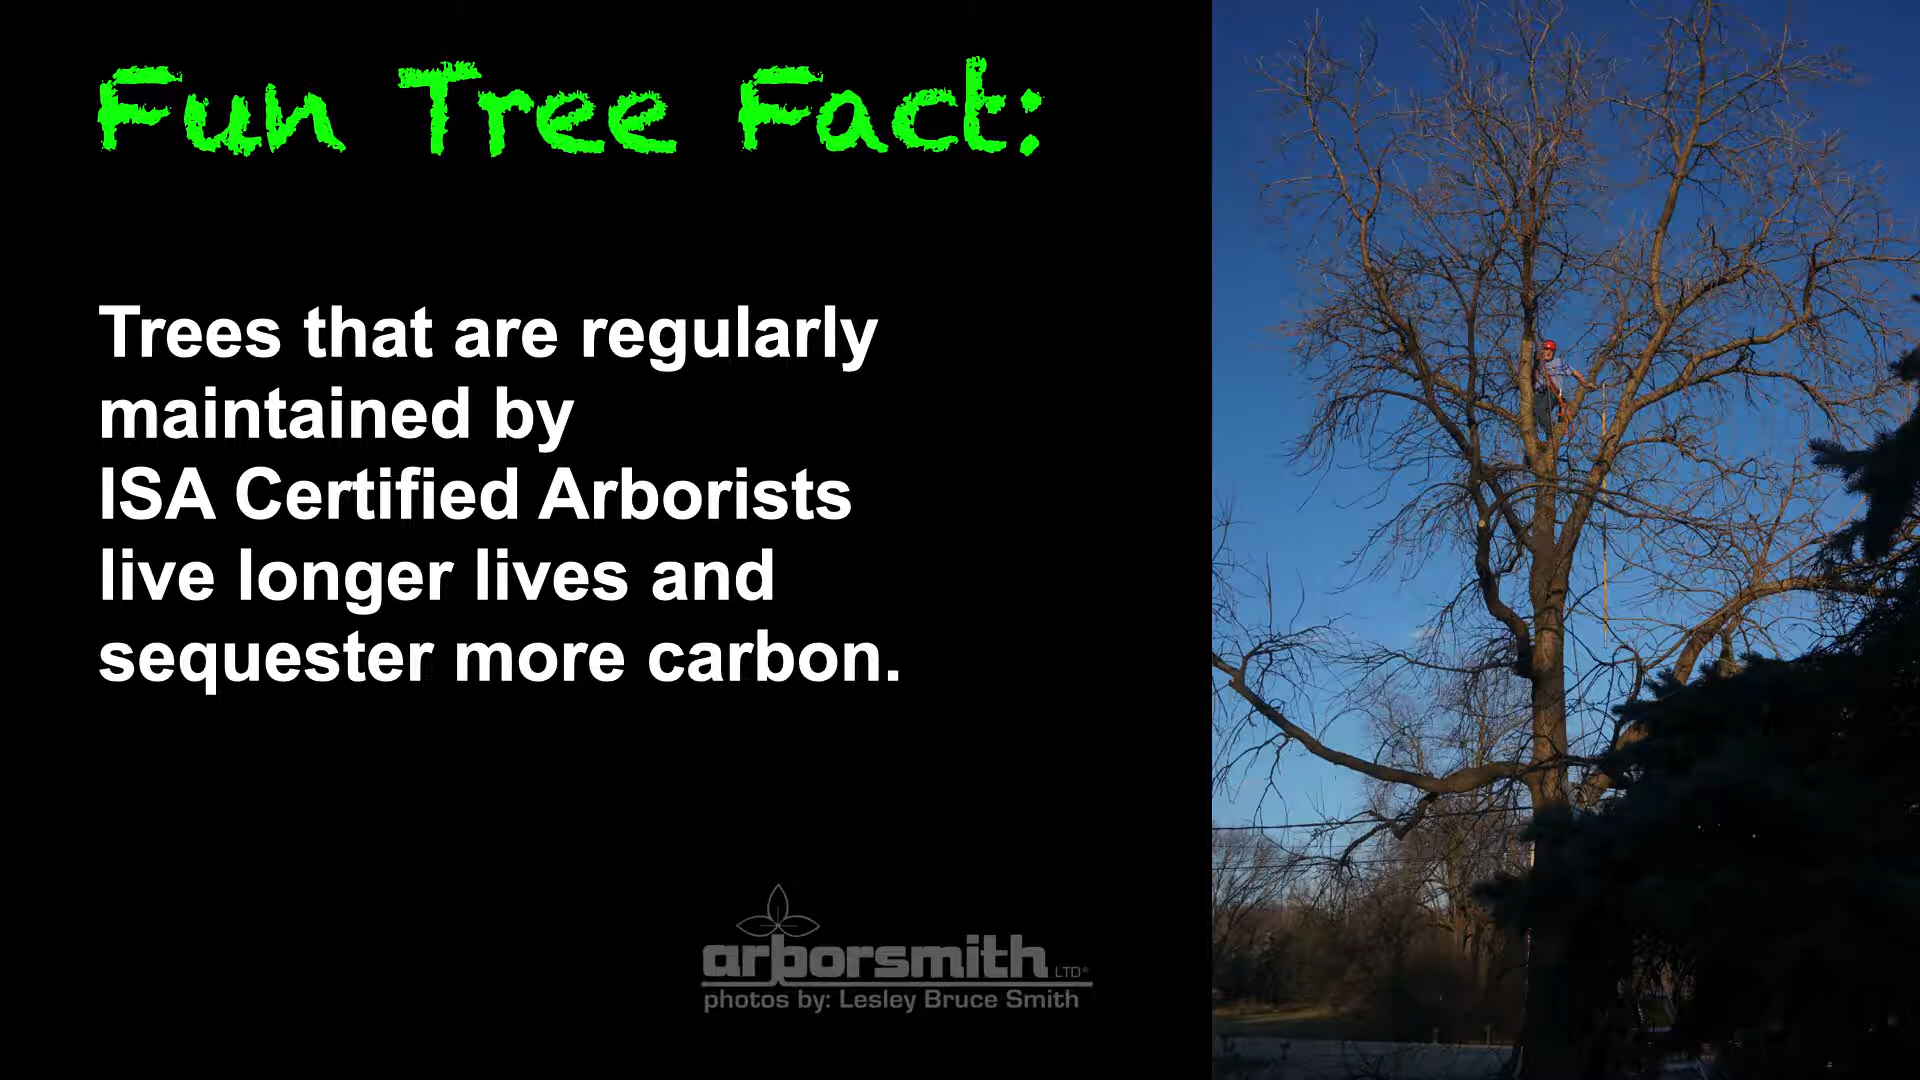 Fun Tree Fact:
Trees that are regularly
maintained by
ISA Certified Arborists
live longer lives and
sequester more carbon.
arborsmith LTD
photos by: Lesley Bruce Smith